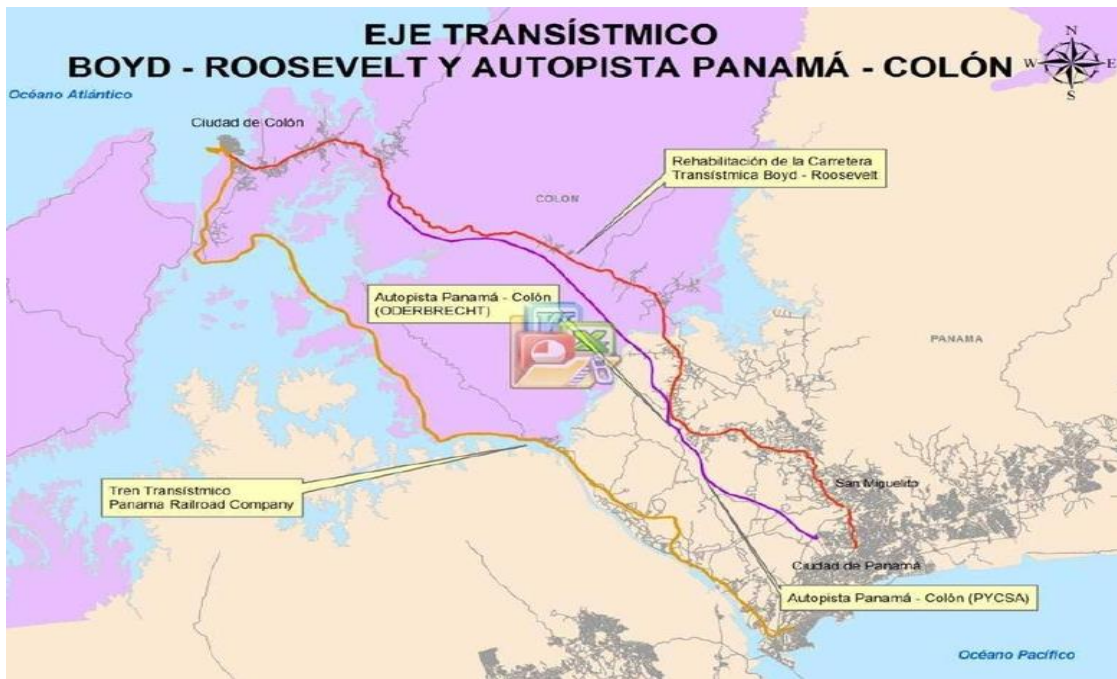 EJE TRANSÍSTMICO
BOYD - ROOSEVELT Y AUTOPISTA PANAMÁ - COLÓN
N
W E
S
Océano Atlántico
Ciudad de Colón
Rehabilitación de la Carretera
Transístmica Boyd - Roosevelt
COLON
Autopista Panamá - Colón
(ODERBRECHT)
PANAMA
Tren Transístmico
Panama Railroad Company
San Miguelito
Ciudad de Panamá
Autopista Panamá - Colón (PYCSA)
Océano Pacífico